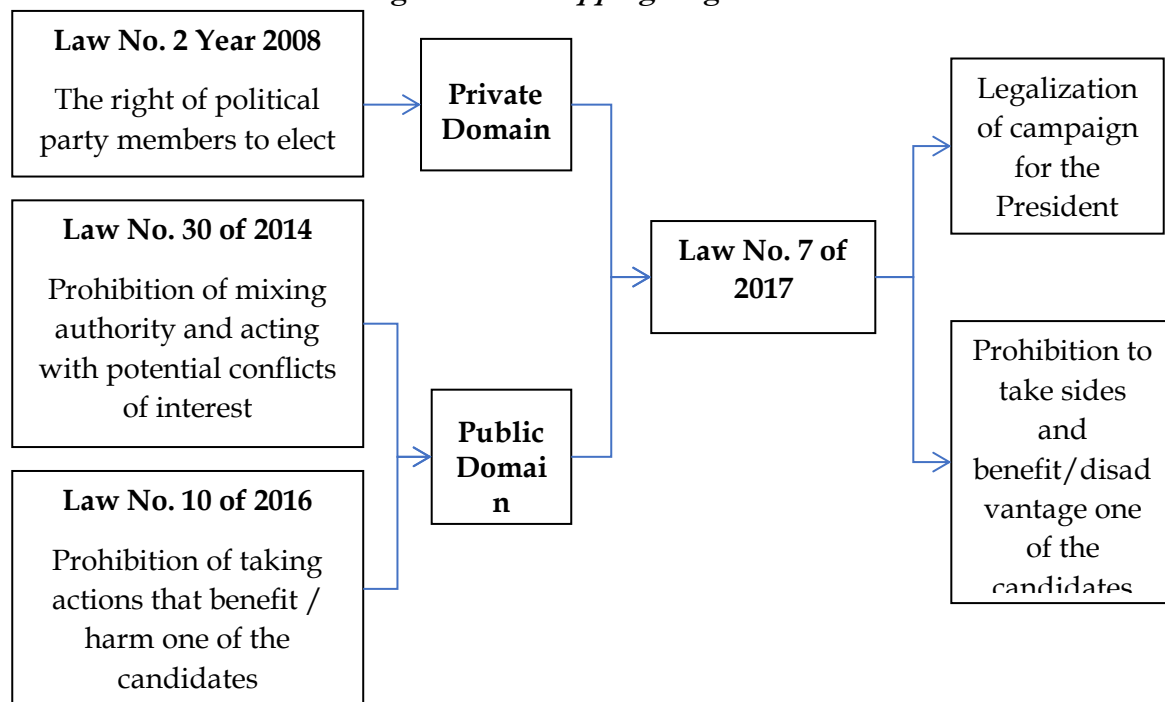 Law No. 2 Year 2008
The right of political
party members to elect
Private
Domain
Law No. 30 of 2014
Prohibition of mixing
authority and acting
with potential conflicts
of interest
Public
Domai
n
Law No. 10 of 2016
Prohibition of taking
actions that benefit /
harm one of the
candidates
Law No. 7 of
2017
Legalization
of campaign
for the
President
Prohibition to
take sides
and
benefit/disad
vantage one
of the
candidates